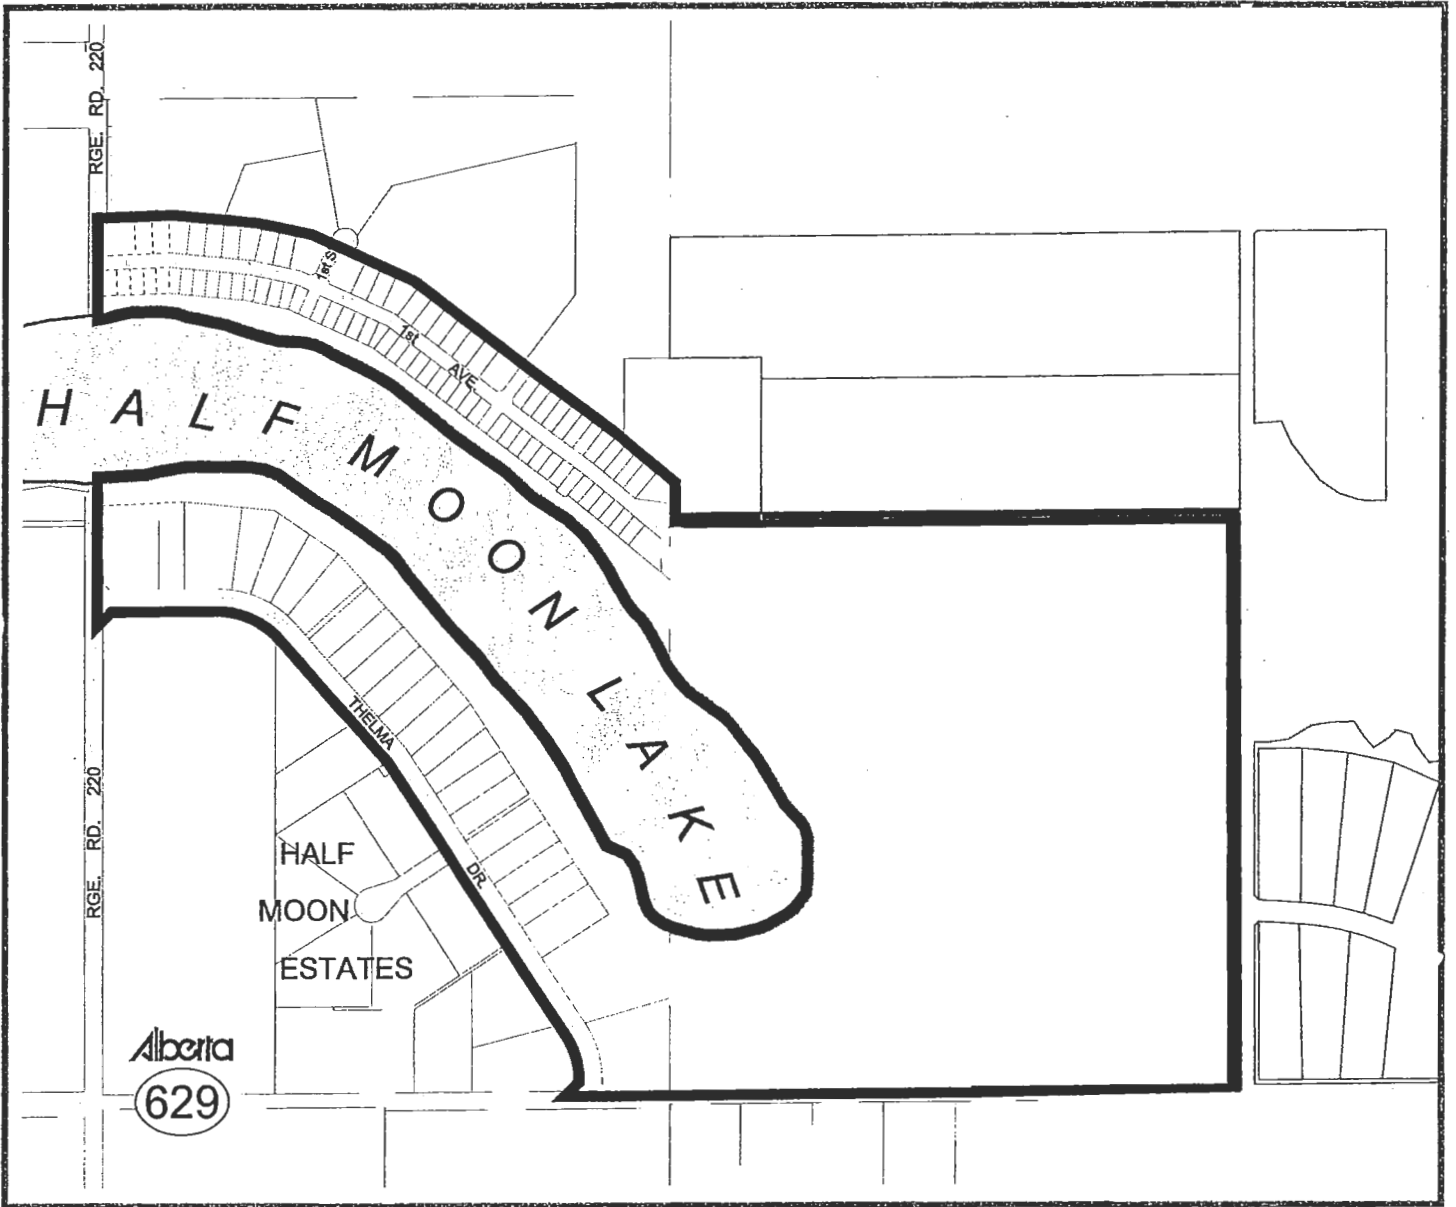 RGE. RD. 220
1st S.
1st AVE.
HALF MOON LAKE
THELMA DR.
RGE. RD. 220
HALF
MOON
ESTATES
Alberta
629